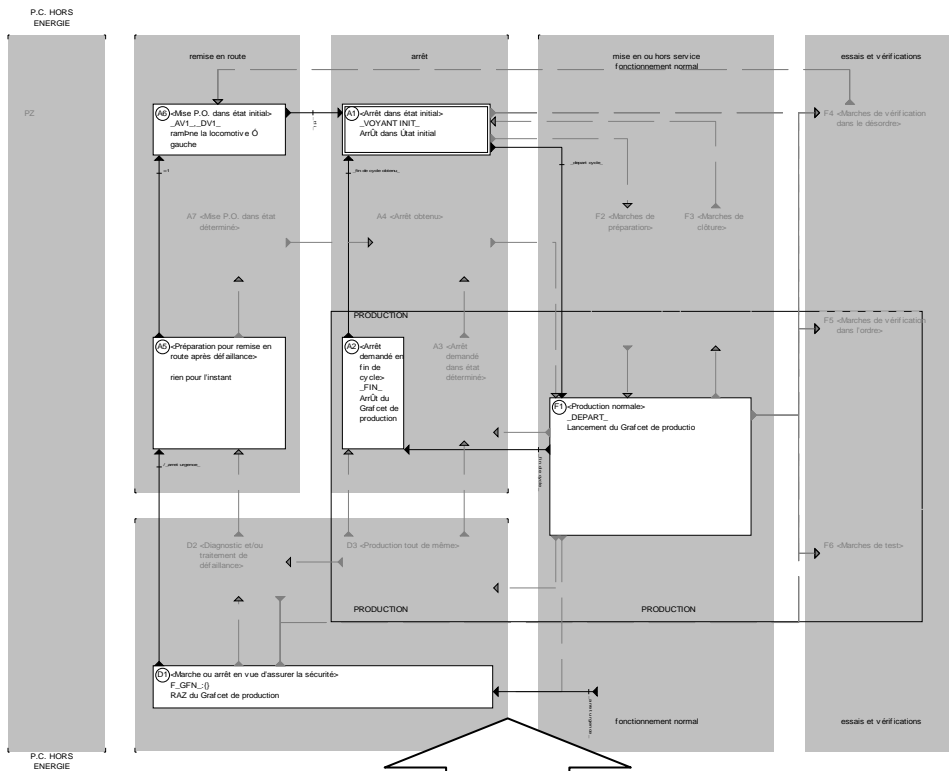 P.C. HORS
ENERGIE
remise en route
arrêt
mise en ou hors service
fonctionnement normal
essais et vérifications
PZ
A6 <Mise P.O. dans état initial>
_AV1_,_DV1_
ramÞne la locomotive Ó
gauche
A1 <Arrêt dans état initial>
_VOYANT INIT_
ArrÛt dans Útat initial
F4 <Marches de vérification
dans le désordre>
_fin de cycle obtenu_
_depart cycle_
A7 <Mise P.O. dans état
déterminé>
A4 <Arrêt obtenu>
F2 <Marches de
préparation>
F3 <Marches de
clôture>
PRODUCTION
F5 <Marches de vérification
dans l'ordre>
A5 <Préparation pour remise en
route après défaillance>
rien pour l'instant
A2 <Arrêt
demandé en
fin de
cycle>
_FIN_
ArrÛt du
Grafcet de
production
A3 <Arrêt
demandé
dans état
déterminé>
F1 <Production normale>
_DEPART_
Lancement du Grafcet de productio
D2 <Diagnostic et/ou
traitement de
défaillance>
D3 <Production tout de même>
F6 <Marches de test>
PRODUCTION
PRODUCTION
D1 <Marche ou arrêt en vue d'assurer la sécurité>
F_GFN_:()
RAZ du Grafcet de production
fonctionnement normal
essais et vérifications
P.C. HORS
ENERGIE